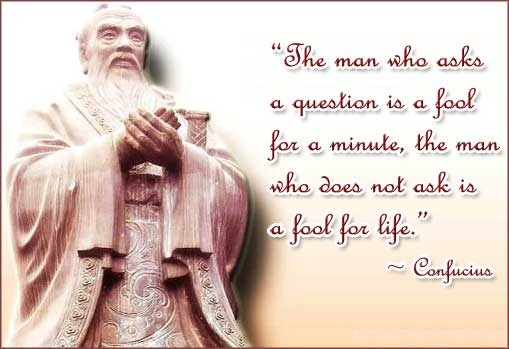 “The man who asks
a question is a fool
for a minute, the man
who does not ask is
a fool for life.”
~ Confucius